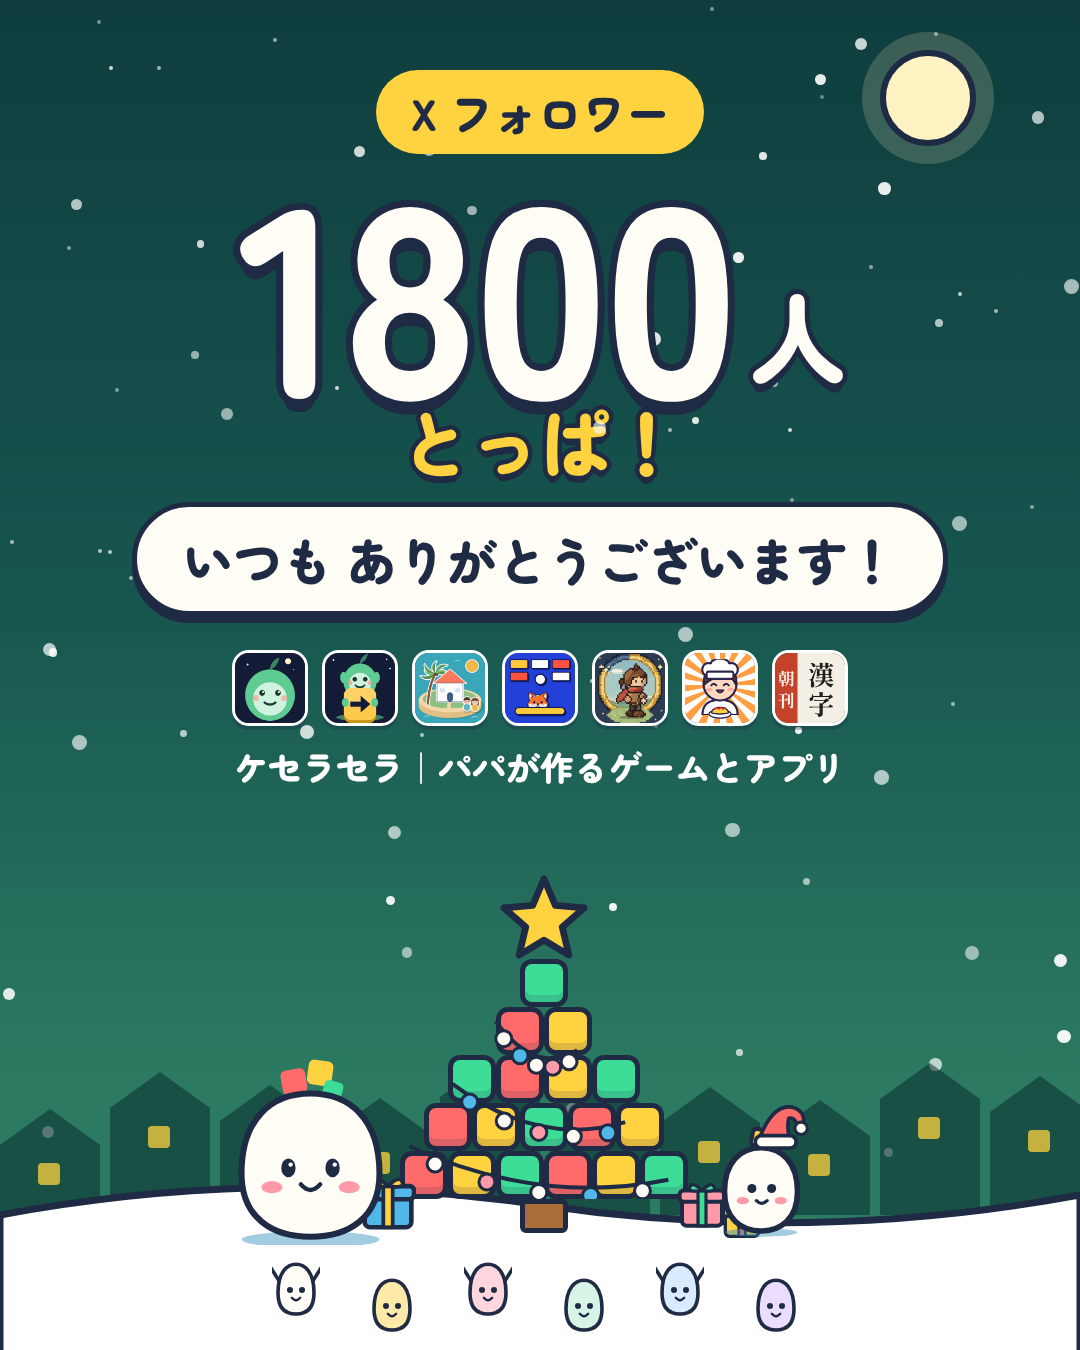 X フォロワー
1800人
とっぱ！
いつも ありがとうございます！
朝刊 漢字
ケセラセラ｜パパが作るゲームとアプリ